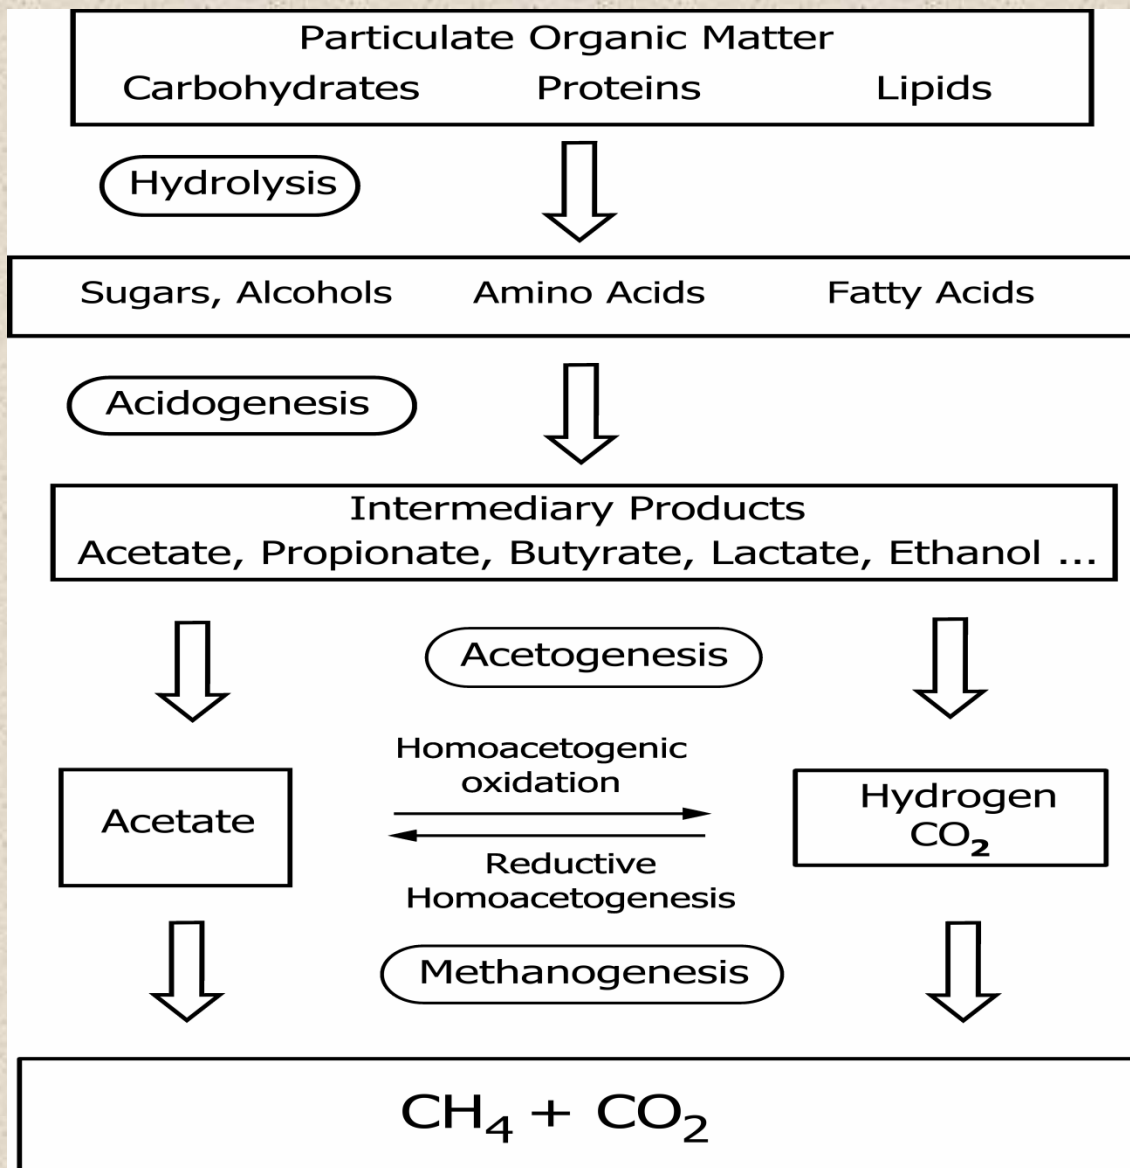 Particulate Organic Matter
Carbohydrates Proteins Lipids
Hydrolysis
Sugars, Alcohols Amino Acids Fatty Acids
Acidogenesis
Intermediary Products
Acetate, Propionate, Butyrate, Lactate, Ethanol ...
Acetogenesis
Homoacetogenic
oxidation
Acetate
Hydrogen
CO₂
Reductive
Homoacetogenesis
Methanogenesis
CH₄ + CO₂